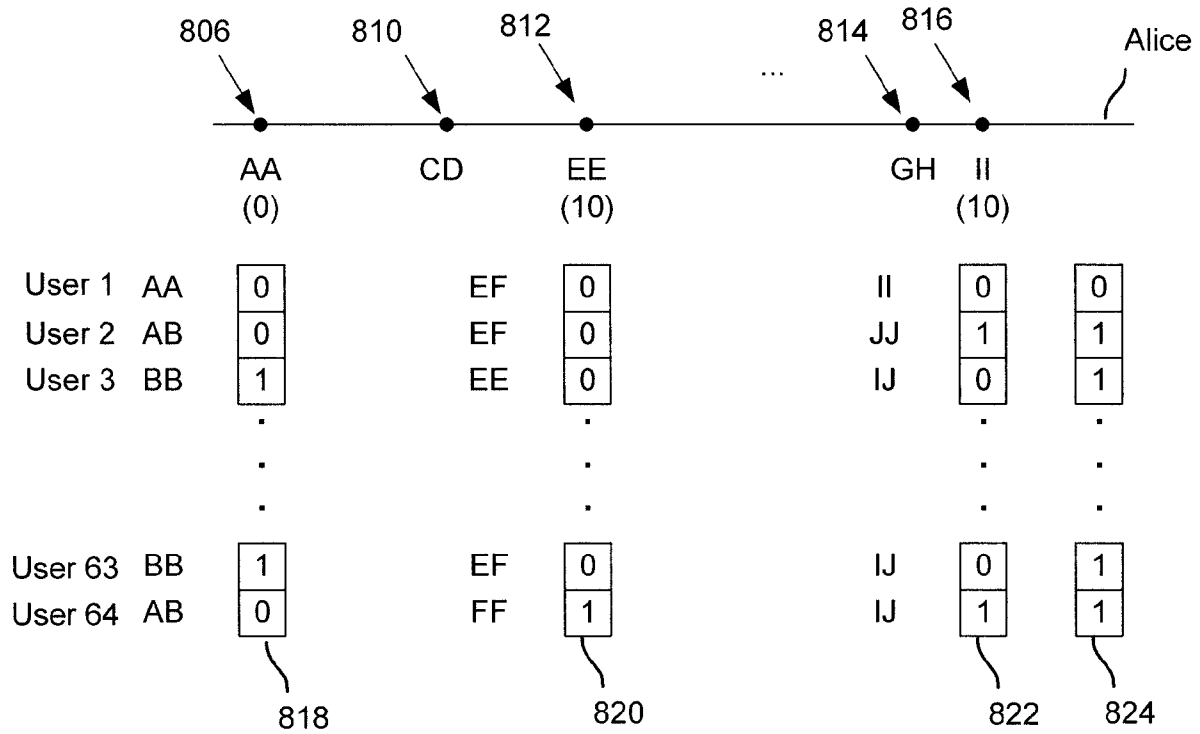 806 810 812 814 816 Alice
...
AA CD EE GH II
(0) (10) (10)
User 1 AA 0 EF 0 II 0 0
User 2 AB 0 EF 0 JJ 1 1
User 3 BB 1 EE 0 IJ 0 1
User 63 BB 1 EF 0 IJ 0 1
User 64 AB 0 FF 1 IJ 1 1
818 820 822 824